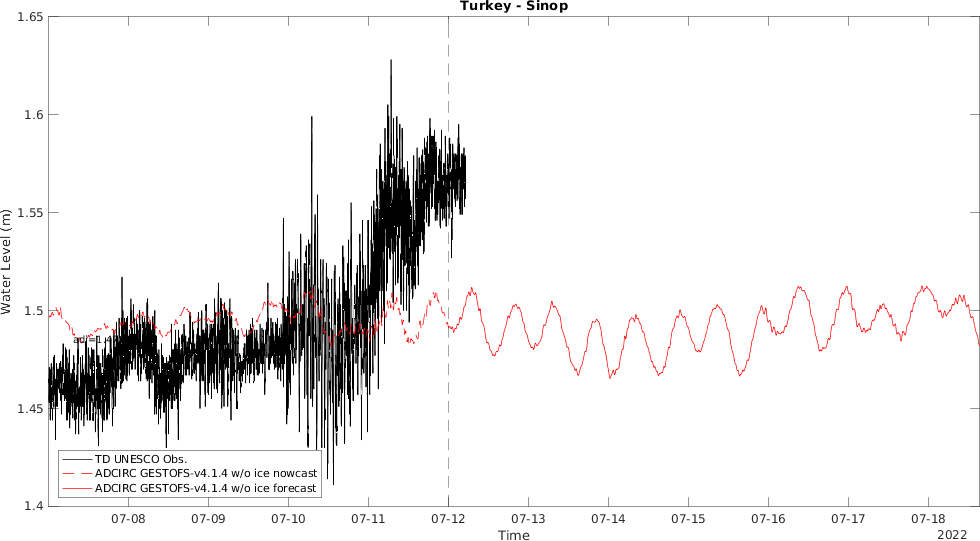 Turkey - Sinop
1.65
1.6
1.55
1.5
1.45
1.4
Water Level (m)
TD UNESCO Obs.
ADCIRC GESTOFS-v4.1.4 w/o ice nowcast
ADCIRC GESTOFS-v4.1.4 w/o ice forecast
07-08 07-09 07-10 07-11 07-12 07-13 07-14 07-15 07-16 07-17 07-18
Time
2022